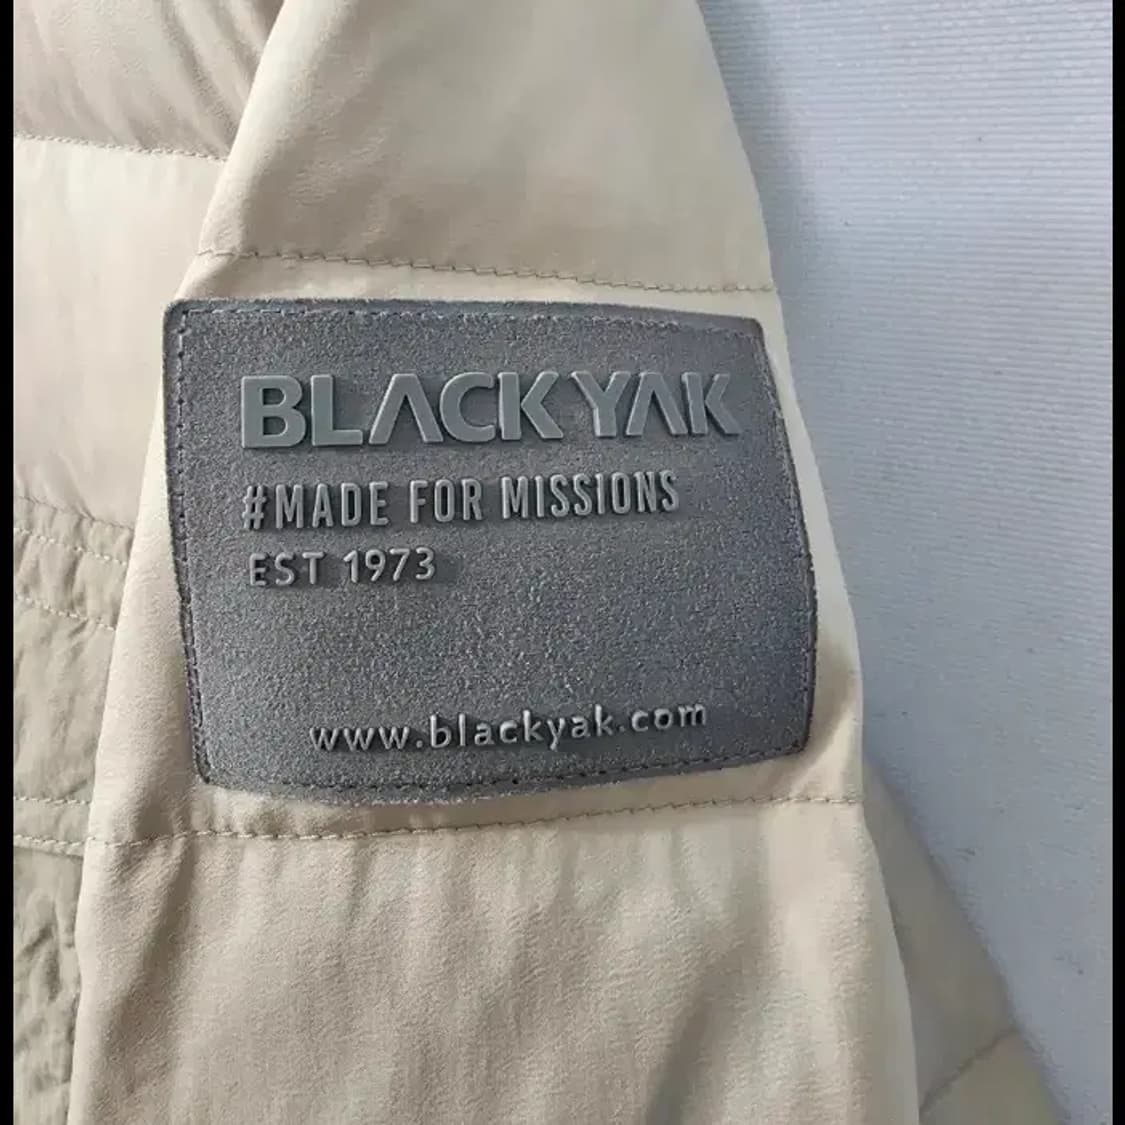 BLACKYAK
#MADE FOR MISSIONS
EST 1973
www.blackyak.com